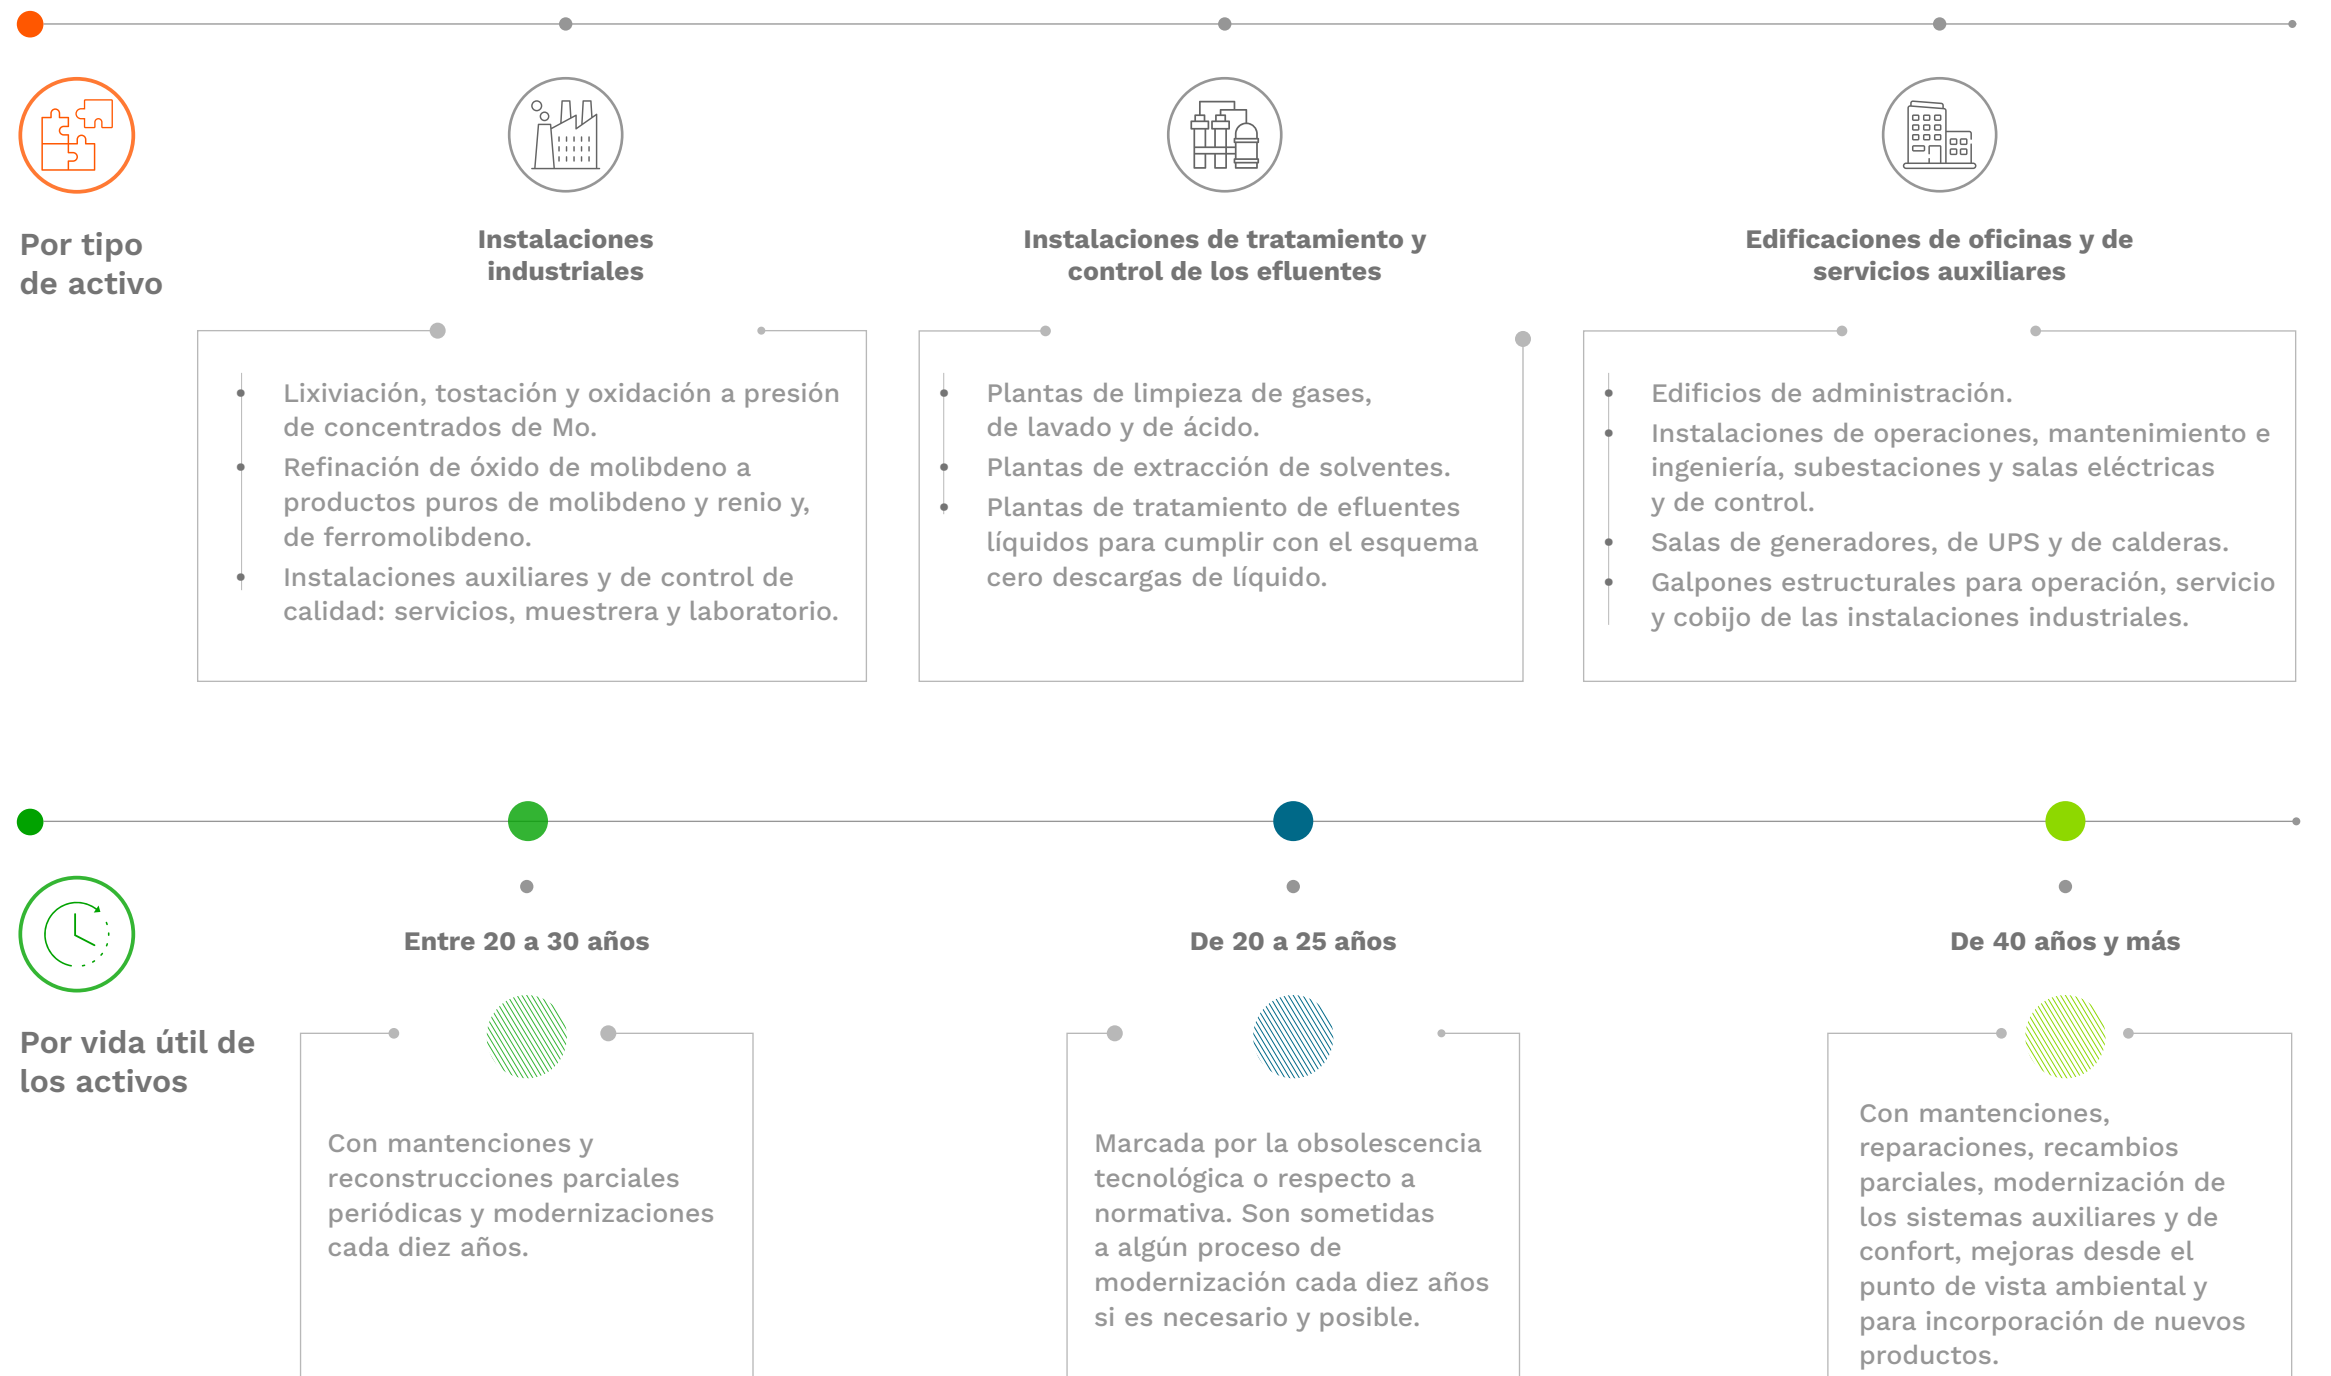 Por tipo
de activo
Instalaciones
industriales
Lixiviación, tostación y oxidación a presión
de concentrados de Mo.
Refinación de óxido de molibdeno a
productos puros de molibdeno y renio y,
de ferromolibdeno.
Instalaciones auxiliares y de control de
calidad: servicios, muestrera y laboratorio.
Instalaciones de tratamiento y
control de los efluentes
Plantas de limpieza de gases,
de lavado y de ácido.
Plantas de extracción de solventes.
Plantas de tratamiento de efluentes
líquidos para cumplir con el esquema
cero descargas de líquido.
Edificaciones de oficinas y de
servicios auxiliares
Edificios de administración.
Instalaciones de operaciones, mantenimiento e
ingeniería, subestaciones y salas eléctricas
y de control.
Salas de generadores, de UPS y de calderas.
Galpones estructurales para operación, servicio
y cobijo de las instalaciones industriales.
Por vida útil de
los activos
Entre 20 a 30 años
Con mantenciones y
reconstrucciones parciales
periódicas y modernizaciones
cada diez años.
De 20 a 25 años
Marcada por la obsolescencia
tecnológica o respecto a
normativa. Son sometidas
a algún proceso de
modernización cada diez años
si es necesario y posible.
De 40 años y más
Con mantenciones,
reparaciones, recambios
parciales, modernización de
los sistemas auxiliares y de
confort, mejoras desde el
punto de vista ambiental y
para incorporación de nuevos
productos.